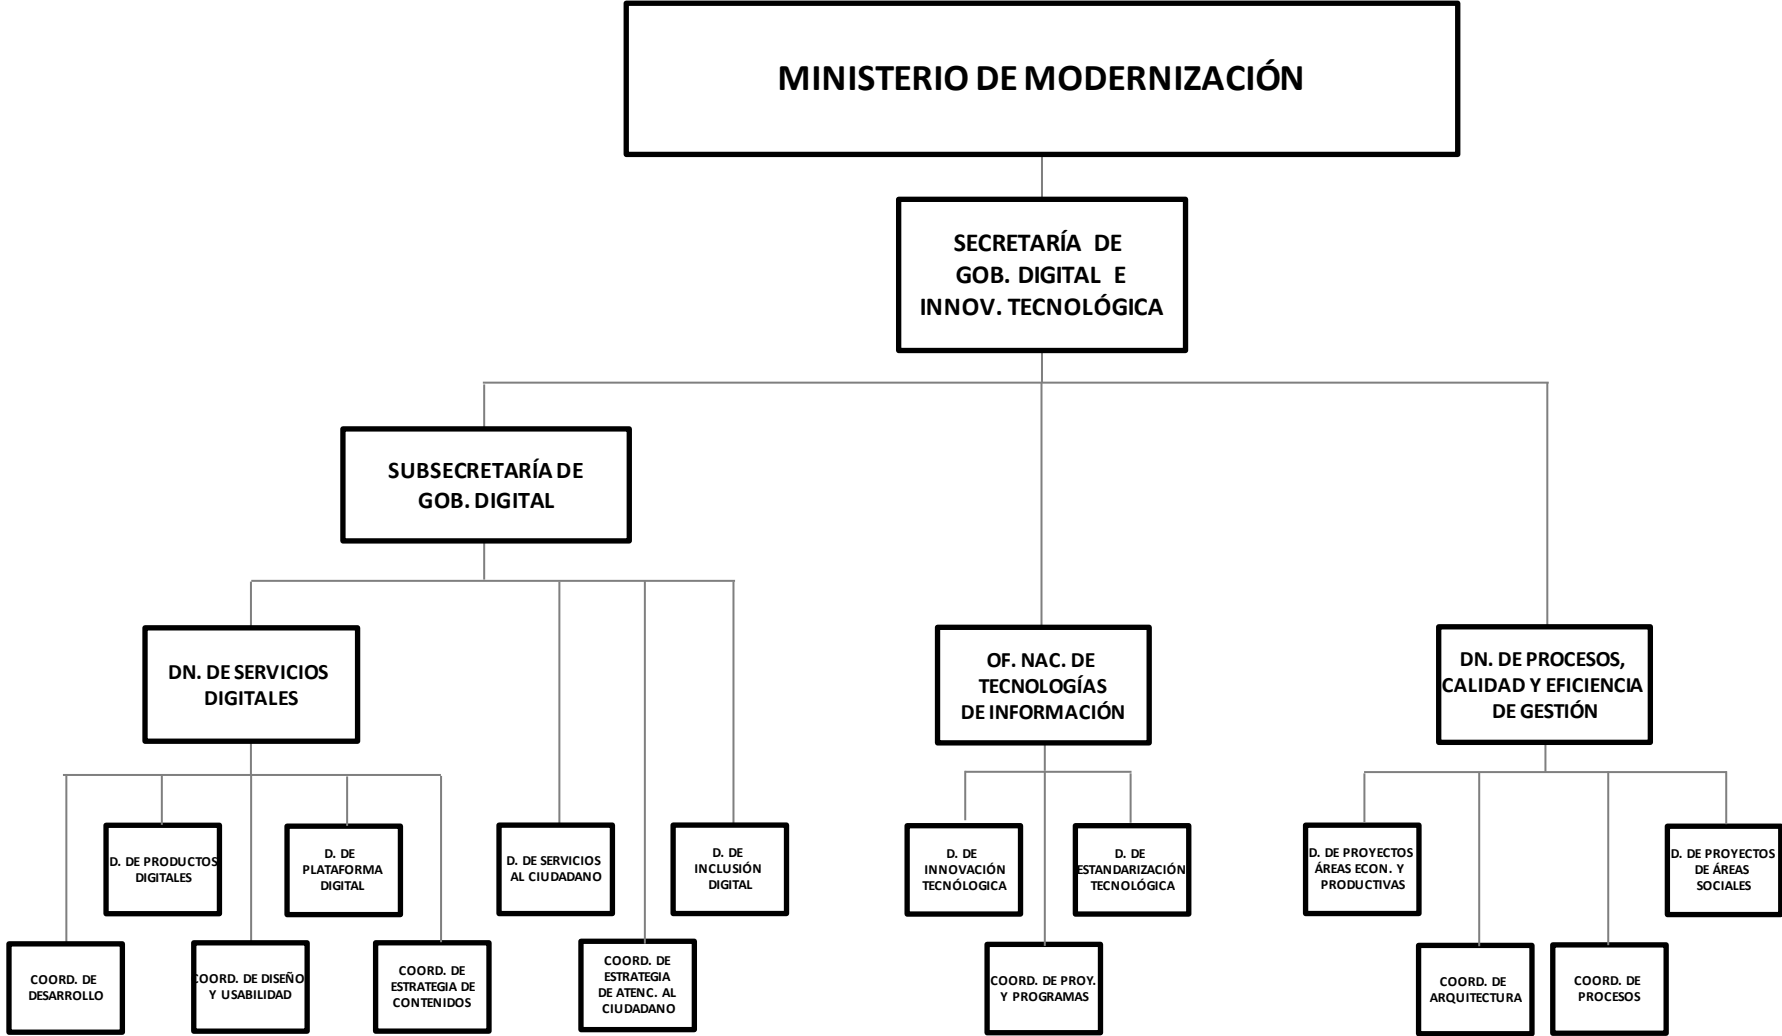 MINISTERIO DE MODERNIZACIÓN
SECRETARÍA DE
GOB. DIGITAL E
INNOV. TECNOLÓGICA
SUBSECRETARÍA DE
GOB. DIGITAL
DN. DE SERVICIOS
DIGITALES
OF. NAC. DE
TECNOLOGÍAS
DE INFORMACIÓN
DN. DE PROCESOS,
CALIDAD Y EFICIENCIA
DE GESTIÓN
D. DE PRODUCTOS
DIGITALES
D. DE
PLATAFORMA
DIGITAL
D. DE SERVICIOS
AL CIUDADANO
D. DE
INCLUSIÓN
DIGITAL
D. DE
INNOVACIÓN
TECNÓLOGICA
D. DE
ESTANDARIZACIÓN
TECNOLÓGICA
D. DE PROYECTOS
ÁREAS ECON. Y
PRODUCTIVAS
D. DE PROYECTOS
DE ÁREAS
SOCIALES
COORD. DE
DESARROLLO
COORD. DE DISEÑO
Y USABILIDAD
COORD. DE
ESTRATEGIA DE
CONTENIDOS
COORD. DE
ESTRATEGIA
DE ATENC. AL
CIUDADANO
COORD. DE PROY.
Y PROGRAMAS
COORD. DE
ARQUITECTURA
COORD. DE
PROCESOS